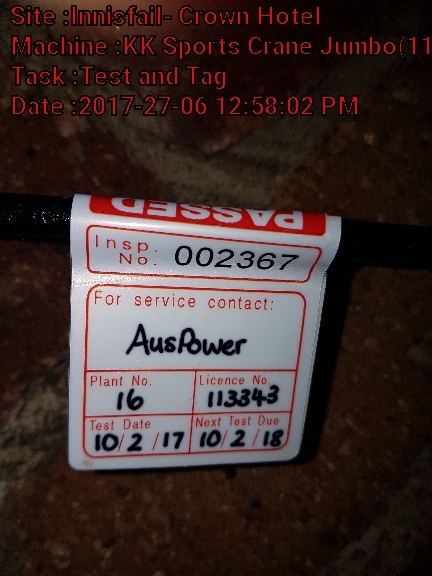 Site :Innisfail- Crown Hotel
Machine :KK Sports Crane Jumbo(11
Task :Test and Tag
Date :2017-27-06 12:58:02 PM
PASSED
Insp. No. 002367
For service contact:
AusPower
Plant No. Licence No.
16 113343
Test Date Next Test Due
10/2/17 10/2/18